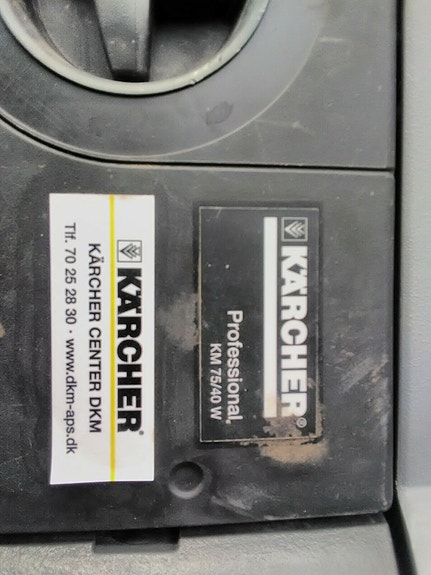 KÄRCHER®
Professional
KM 75/40 W
KÄRCHER®
KÄRCHER CENTER DKM
Tlf. 70 25 28 30 · www.dkm-aps.dk